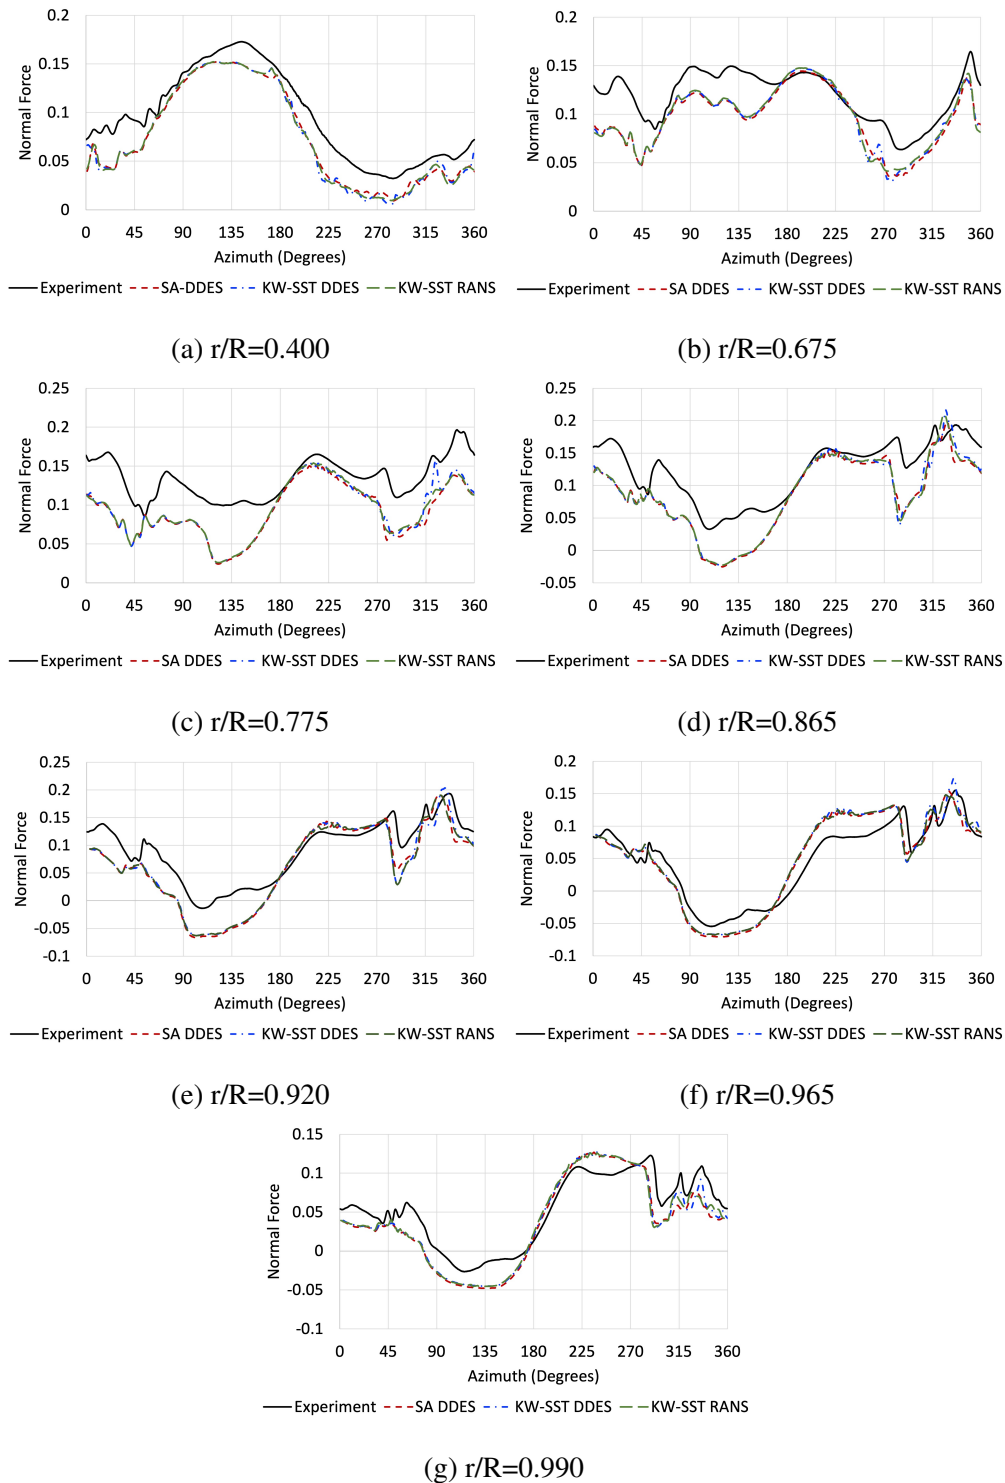 0.2
0.15
0.1
0.05
0
Normal Force
0 45 90 135 180 225 270 315 360
Azimuth (Degrees)
Experiment SA-DDES KW-SST DDES KW-SST RANS
(a) r/R=0.400
0.2
0.15
0.1
0.05
0
Normal Force
0 45 90 135 180 225 270 315 360
Azimuth (Degrees)
Experiment SA DDES KW-SST DDES KW-SST RANS
(b) r/R=0.675
0.25
0.2
0.15
0.1
0.05
0
Normal Force
0 45 90 135 180 225 270 315 360
Azimuth (Degrees)
Experiment SA DDES KW-SST DDES KW-SST RANS
(c) r/R=0.775
0.25
0.2
0.15
0.1
0.05
0
-0.05
Normal Force
0 45 90 135 180 225 270 315 360
Azimuth (Degrees)
Experiment SA DDES KW-SST DDES KW-SST RANS
(d) r/R=0.865
0.25
0.2
0.15
0.1
0.05
0
-0.05
-0.1
Normal Force
0 45 90 135 180 225 270 315 360
Azimuth (Degrees)
Experiment SA DDES KW-SST DDES KW-SST RANS
(e) r/R=0.920
0.2
0.15
0.1
0.05
0
-0.05
-0.1
Normal Force
0 45 90 135 180 225 270 315 360
Azimuth (Degrees)
Experiment SA DDES KW-SST DDES KW-SST RANS
(f) r/R=0.965
0.15
0.1
0.05
0
-0.05
-0.1
Normal Force
0 45 90 135 180 225 270 315 360
Azimuth (Degrees)
Experiment SA DDES KW-SST DDES KW-SST RANS
(g) r/R=0.990